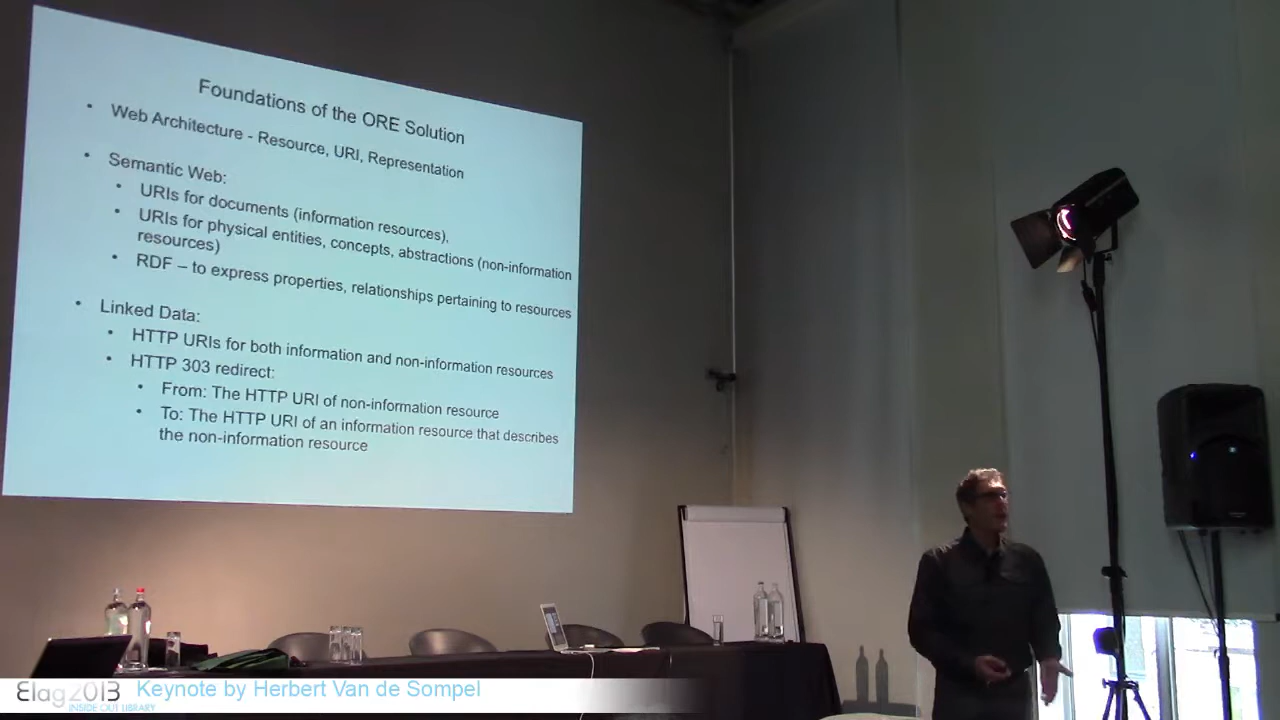 Foundations of the ORE Solution
• Web Architecture - Resource, URI, Representation
• Semantic Web:
• URIs for documents (information resources),
• URIs for physical entities, concepts, abstractions (non-information
resources)
• RDF – to express properties, relationships pertaining to resources
• Linked Data:
• HTTP URIs for both information and non-information resources
• HTTP 303 redirect:
• From: The HTTP URI of non-information resource
• To: The HTTP URI of an information resource that describes
the non-information resource
Elag2013 Keynote by Herbert Van de Sompel
INSIDE OUT LIBRARY